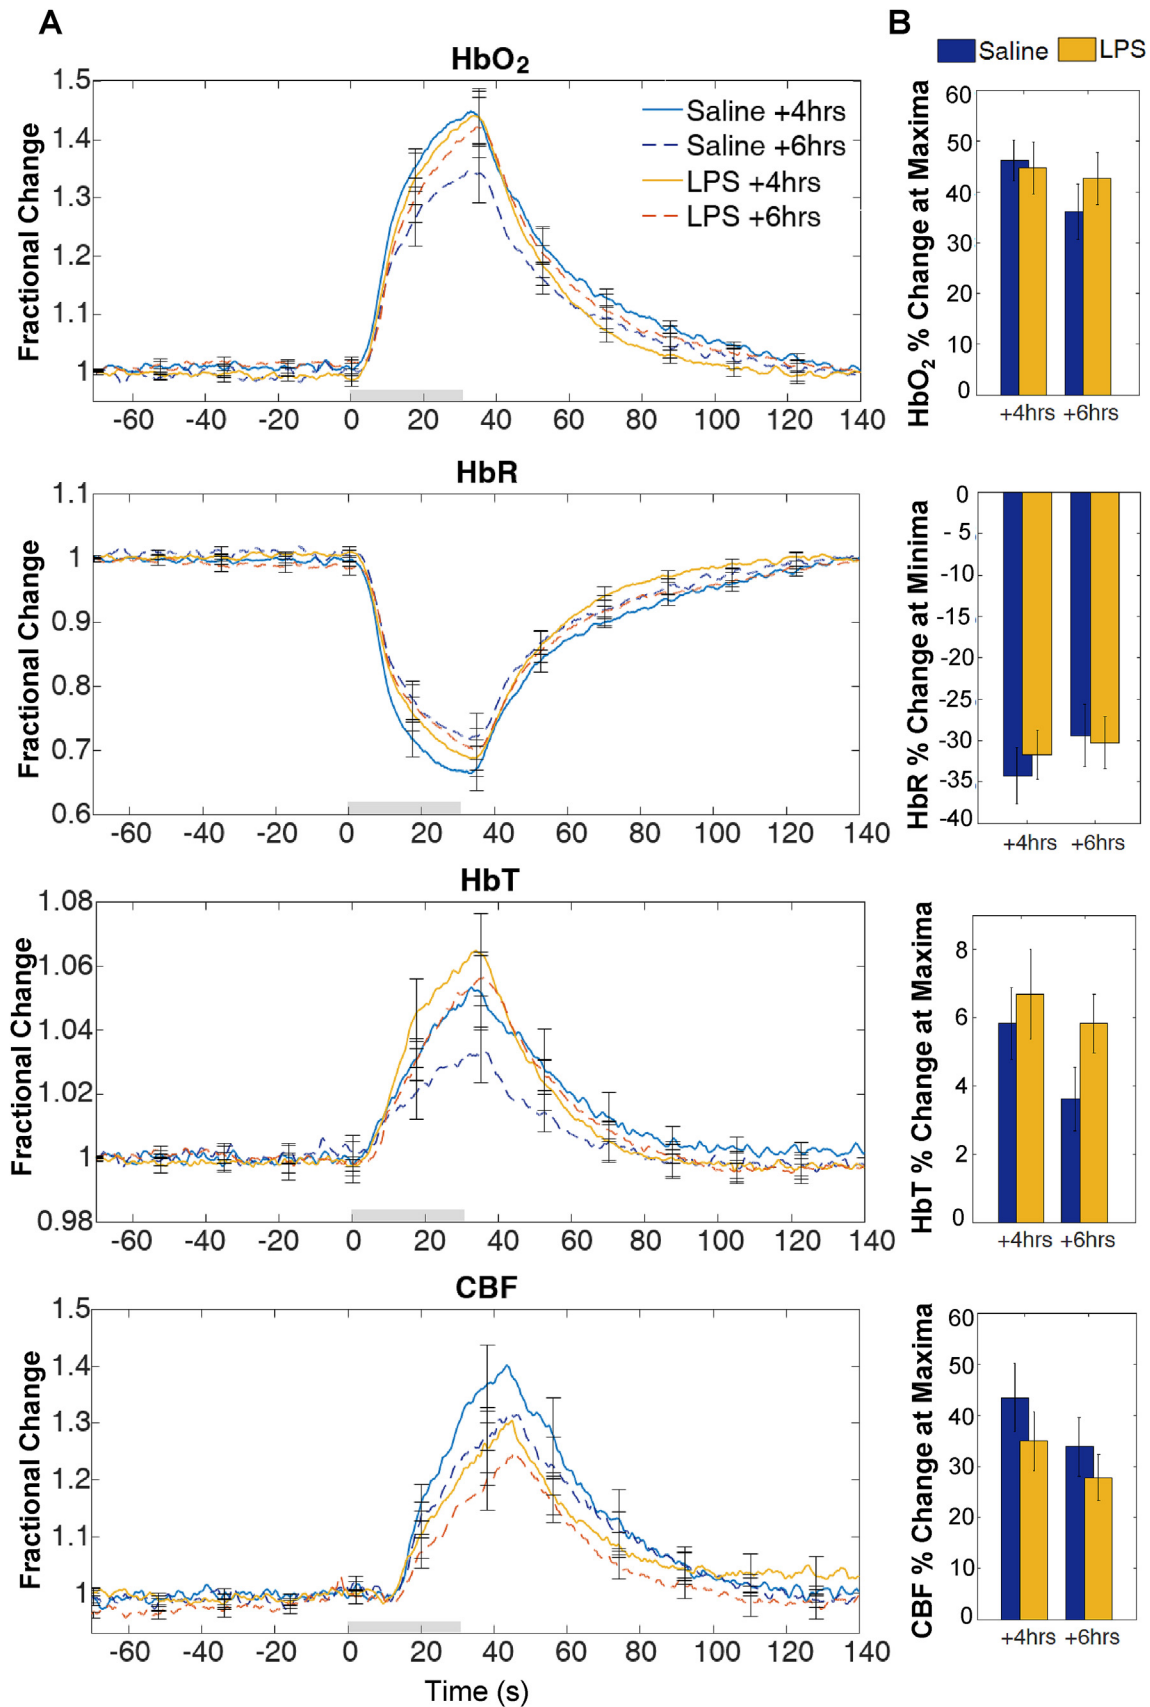 A
B
HbO2
Saline LPS
Fractional Change
1.5
1.4
1.3
1.2
1.1
1
Saline +4hrs
Saline +6hrs
LPS +4hrs
LPS +6hrs
-60 -40 -20 0 20 40 60 80 100 120 140
HbO2 % Change at Maxima
60
50
40
30
20
10
0
+4hrs +6hrs
HbR
Fractional Change
1.1
1
0.9
0.8
0.7
0.6
-60 -40 -20 0 20 40 60 80 100 120 140
HbR % Change at Minima
0
- 5
-10
-15
-20
-25
-30
-35
-40
+4hrs +6hrs
HbT
Fractional Change
1.08
1.06
1.04
1.02
1
0.98
-60 -40 -20 0 20 40 60 80 100 120 140
HbT % Change at Maxima
8
6
4
2
0
+4hrs +6hrs
CBF
Fractional Change
1.5
1.4
1.3
1.2
1.1
1
-60 -40 -20 0 20 40 60 80 100 120 140
Time (s)
CBF % Change at Maxima
60
50
40
30
20
10
0
+4hrs +6hrs